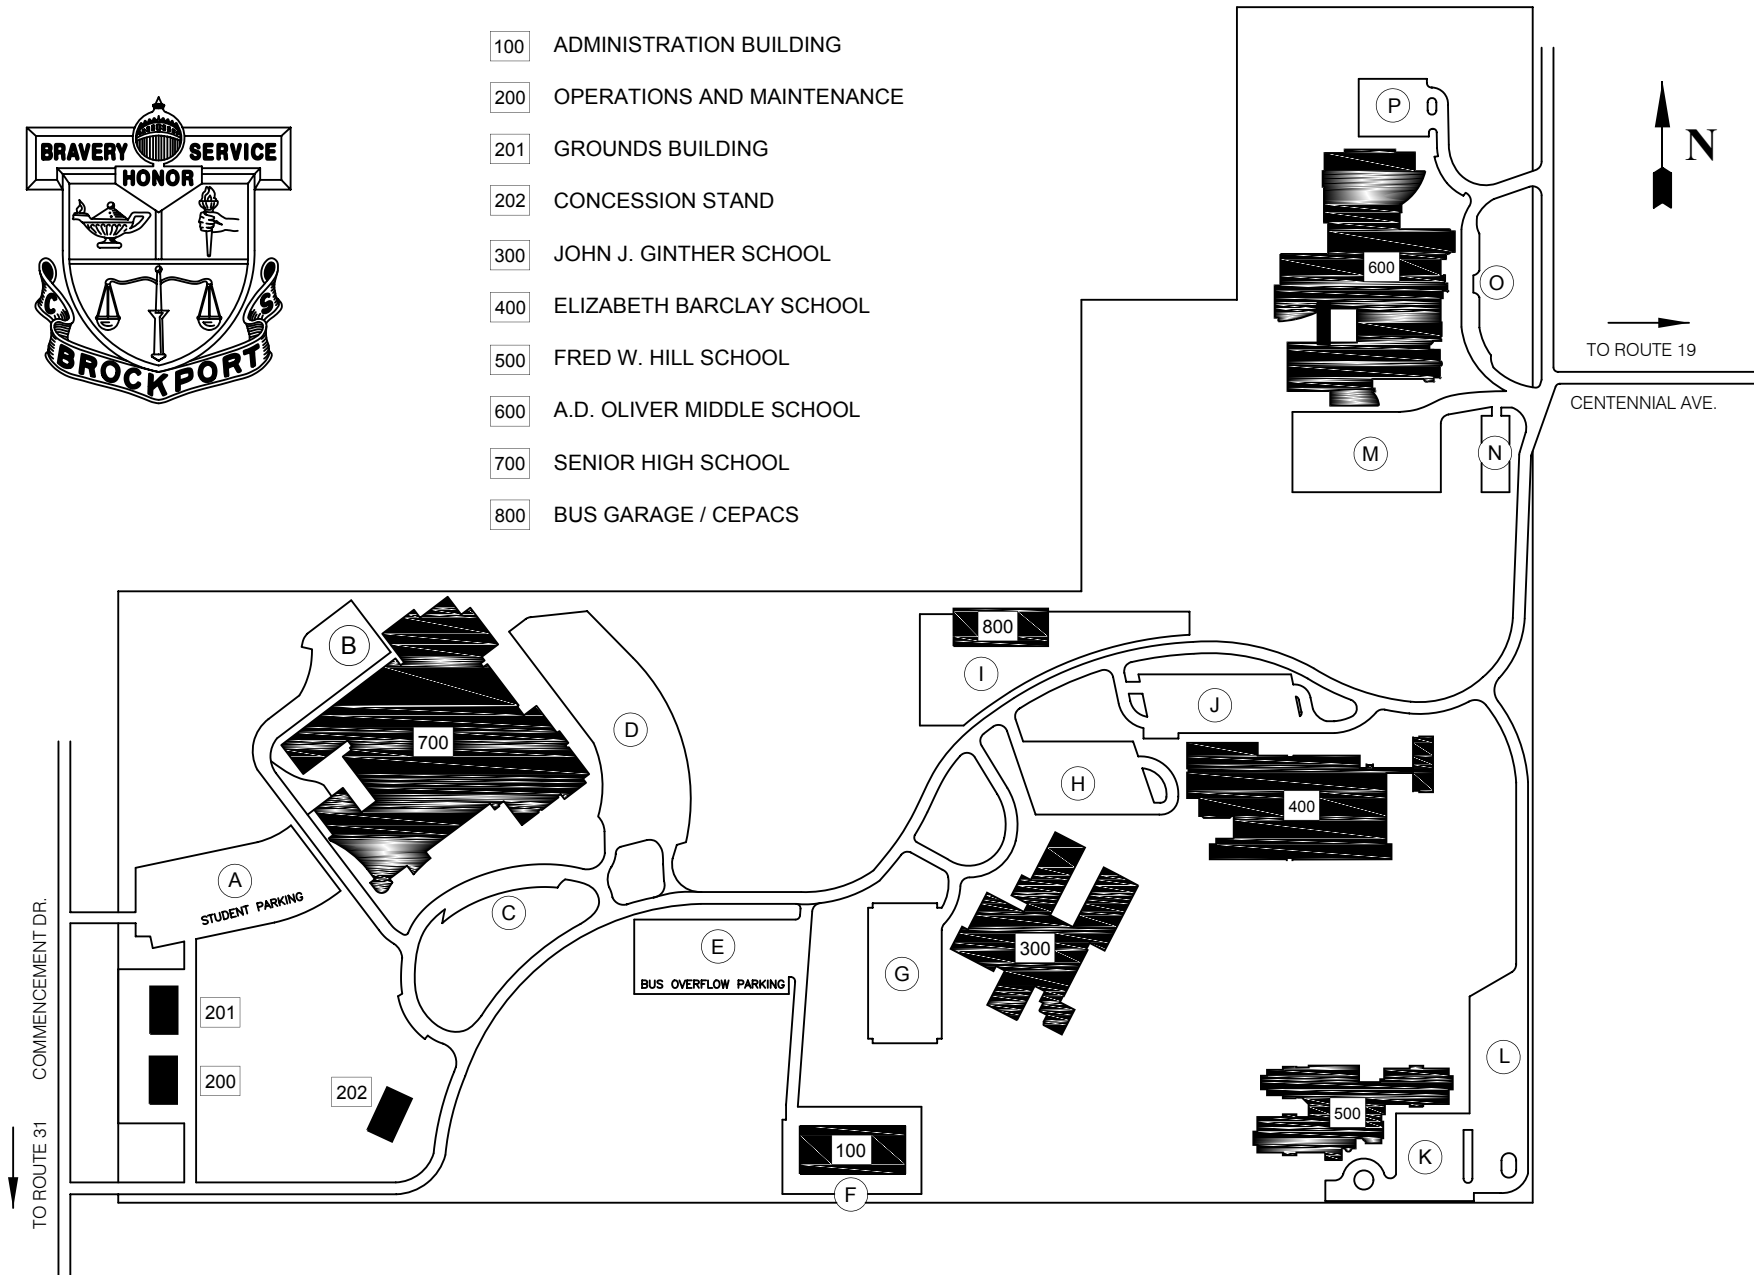 BRAVERY SERVICE
HONOR
C S
BROCKPORT
100 ADMINISTRATION BUILDING
200 OPERATIONS AND MAINTENANCE
201 GROUNDS BUILDING
202 CONCESSION STAND
300 JOHN J. GINTHER SCHOOL
400 ELIZABETH BARCLAY SCHOOL
500 FRED W. HILL SCHOOL
600 A.D. OLIVER MIDDLE SCHOOL
700 SENIOR HIGH SCHOOL
800 BUS GARAGE / CEPACS
P
N
600
O
TO ROUTE 19
CENTENNIAL AVE.
M
N
B
800
I
D
J
700
H
400
A
STUDENT PARKING
C
E
BUS OVERFLOW PARKING
G
300
201
200
202
L
500
K
100
F
COMMENCEMENT DR.
TO ROUTE 31